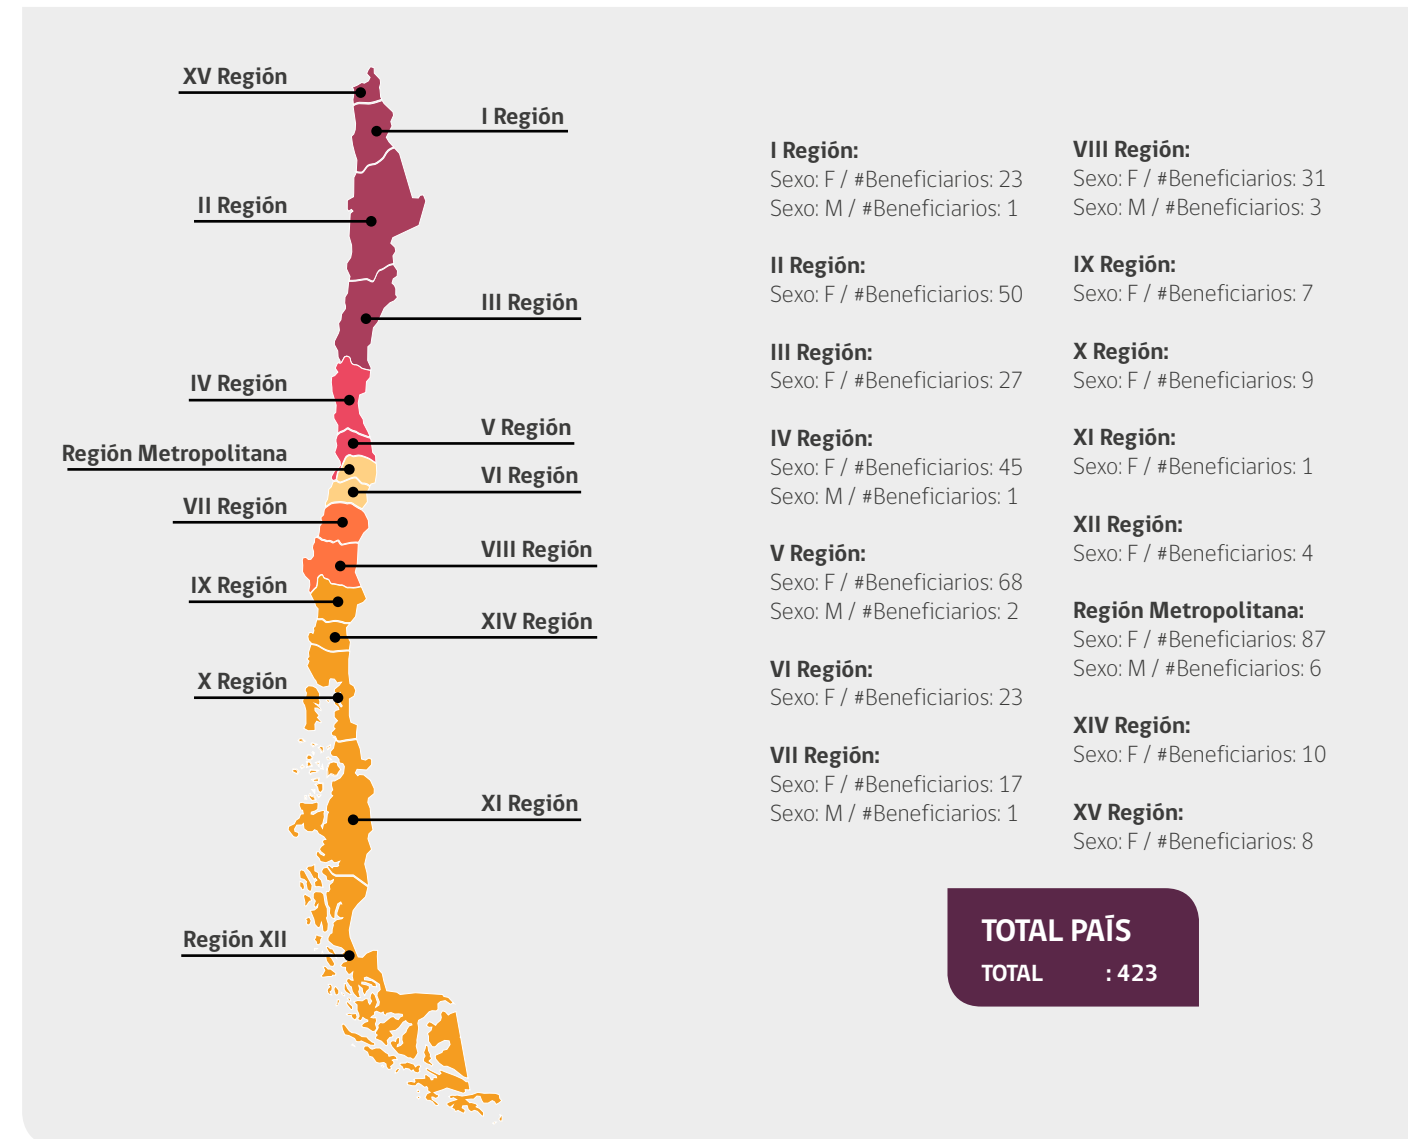 XV Región
I Región
II Región
III Región
IV Región
V Región
Región Metropolitana
VI Región
VII Región
VIII Región
IX Región
XIV Región
X Región
XI Región
Región XII
I Región:
Sexo: F / #Beneficiarios: 23
Sexo: M / #Beneficiarios: 1
II Región:
Sexo: F / #Beneficiarios: 50
III Región:
Sexo: F / #Beneficiarios: 27
IV Región:
Sexo: F / #Beneficiarios: 45
Sexo: M / #Beneficiarios: 1
V Región:
Sexo: F / #Beneficiarios: 68
Sexo: M / #Beneficiarios: 2
VI Región:
Sexo: F / #Beneficiarios: 23
VII Región:
Sexo: F / #Beneficiarios: 17
Sexo: M / #Beneficiarios: 1
VIII Región:
Sexo: F / #Beneficiarios: 31
Sexo: M / #Beneficiarios: 3
IX Región:
Sexo: F / #Beneficiarios: 7
X Región:
Sexo: F / #Beneficiarios: 9
XI Región:
Sexo: F / #Beneficiarios: 1
XII Región:
Sexo: F / #Beneficiarios: 4
Región Metropolitana:
Sexo: F / #Beneficiarios: 87
Sexo: M / #Beneficiarios: 6
XIV Región:
Sexo: F / #Beneficiarios: 10
XV Región:
Sexo: F / #Beneficiarios: 8
TOTAL PAÍS
TOTAL : 423